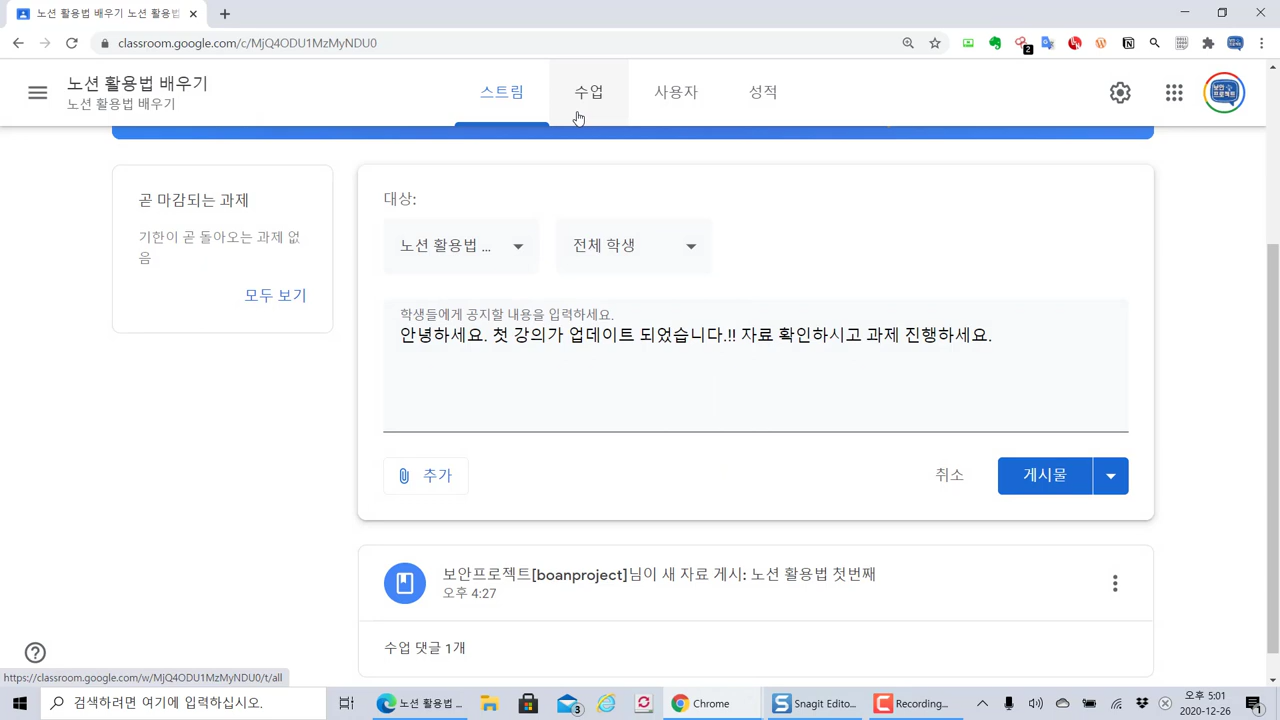 노션 활용법 배우기 노션 활용법
classroom.google.com/c/MjQ4ODU1MzMyNDU0
2
노션 활용법 배우기
노션 활용법 배우기
스트림
수업
사용자
성적
곧 마감되는 과제
기한이 곧 돌아오는 과제 없
음
모두 보기
대상:
노션 활용법 ...
전체 학생
학생들에게 공지할 내용을 입력하세요.
안녕하세요. 첫 강의가 업데이트 되었습니다.!! 자료 확인하시고 과제 진행하세요.
추가
취소
게시물
보안프로젝트[boanproject]님이 새 자료 게시: 노션 활용법 첫번째
오후 4:27
수업 댓글 1개
https://classroom.google.com/w/MjQ4ODU1MzMyNDU0/t/all
검색하려면 여기에 입력하십시오.
노션 활용법 ...
3
Chrome
Snagit Edito...
Recording...
오후 5:01
2020-12-26
1